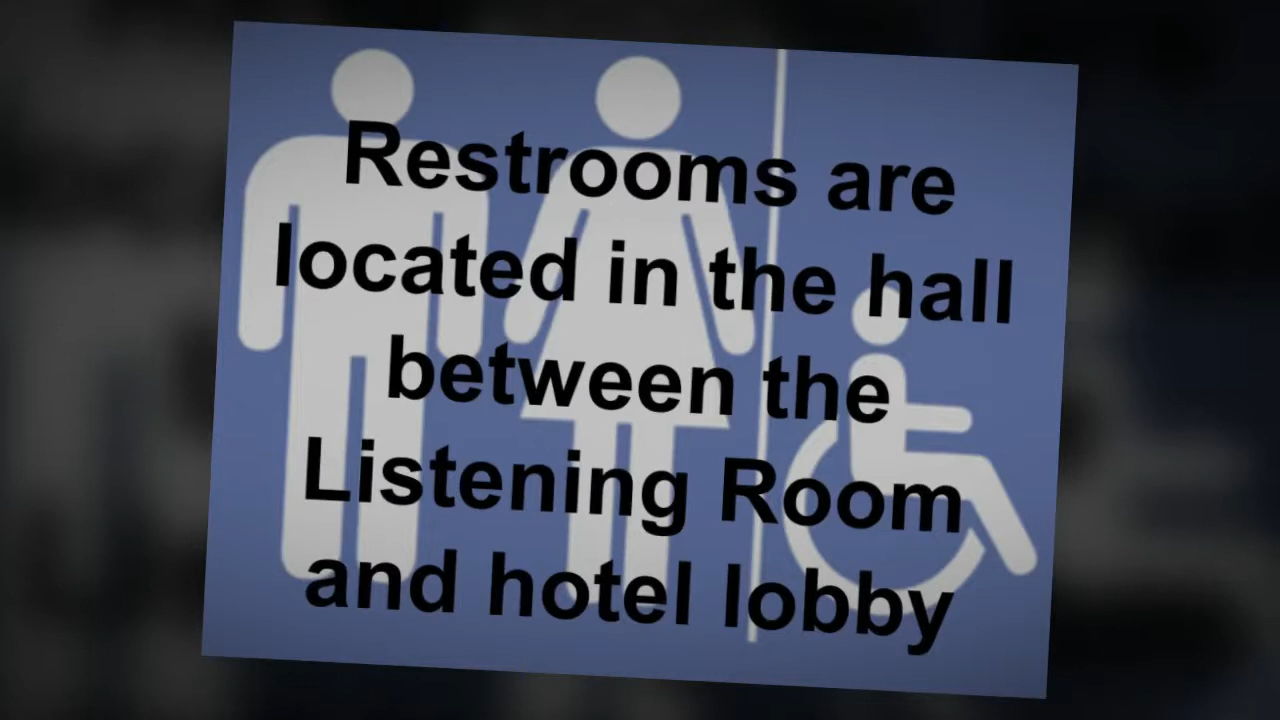 Restrooms are
located in the hall
between the
Listening Room
and hotel lobby